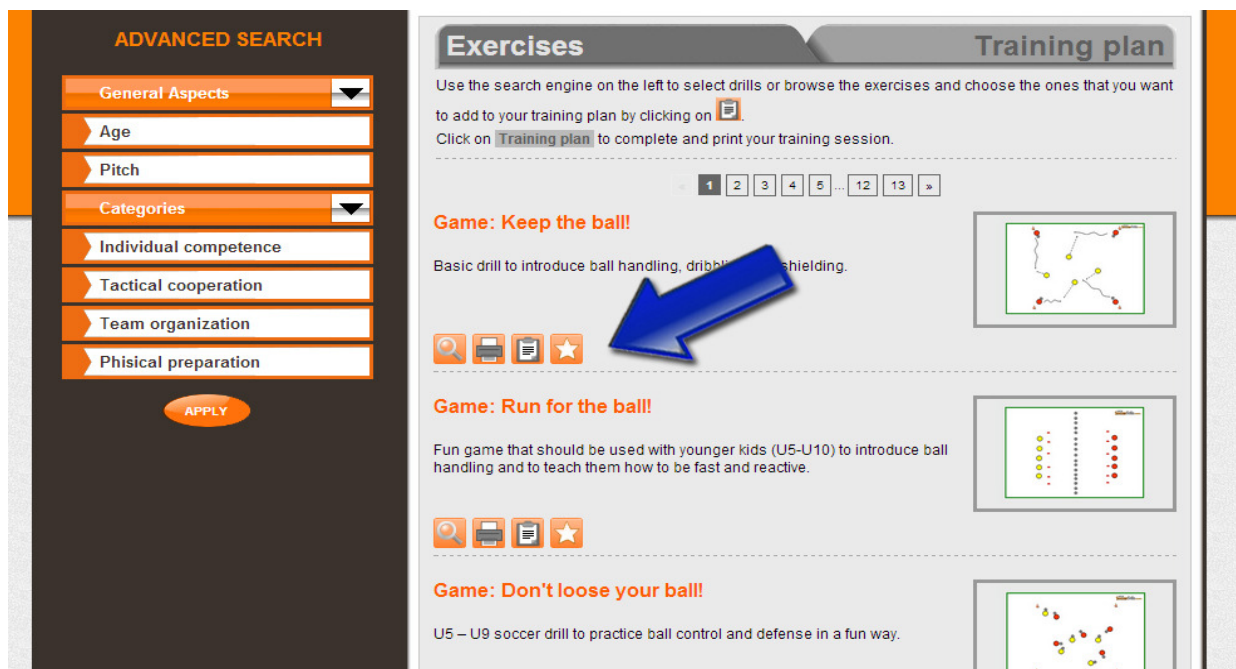 ADVANCED SEARCH
General Aspects
Age
Pitch
Categories
Individual competence
Tactical cooperation
Team organization
Phisical preparation
APPLY
Exercises
Training plan
Use the search engine on the left to select drills or browse the exercises and choose the ones that you want
to add to your training plan by clicking on .
Click on Training plan to complete and print your training session.
1 2 3 4 5 ... 12 13 »
Game: Keep the ball!
Basic drill to introduce ball handling, shielding.
Game: Run for the ball!
Fun game that should be used with younger kids (U5-U10) to introduce ball
handling and to teach them how to be fast and reactive.
Game: Don't loose your ball!
U5 – U9 soccer drill to practice ball control and defense in a fun way.